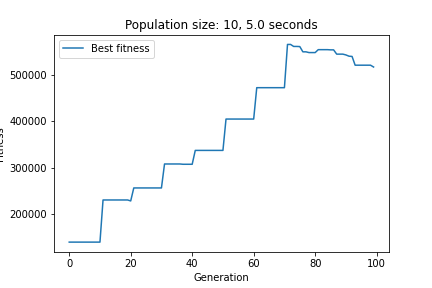 Population size: 10, 5.0 seconds
Best fitness
500000
400000
300000
200000
Fitness
0 20 40 60 80 100
Generation